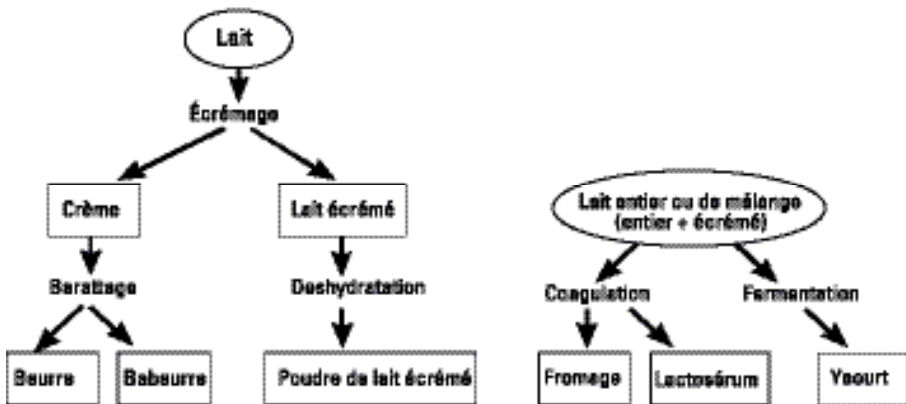 Lait
Écrémage
Crème
Lait écrémé
Lait entier ou de mélange
(entier + écrémé)
Barattage
Deshydratation
Coagulation
Fermentation
Beurre
Babeurre
Poudre de lait écrémé
Fromage
Lactosérum
Yaourt